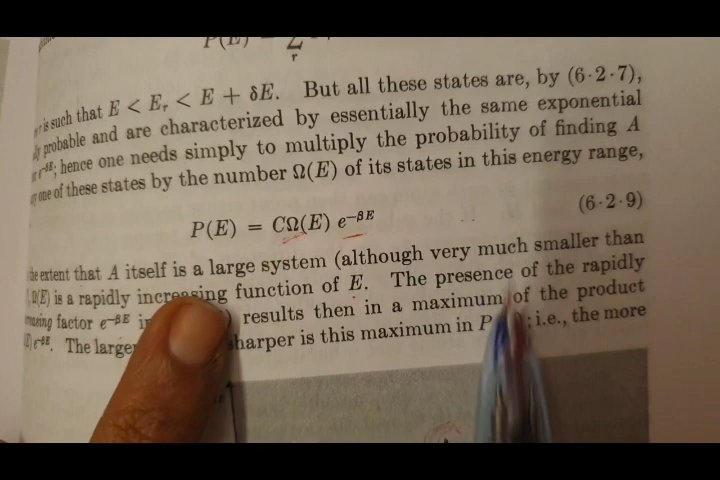 r
is such that E < Eᵣ < E + δE. But all these states are, by (6·2·7),
probable and are characterized by essentially the same exponential
e⁻ᵝᴱ; hence one needs simply to multiply the probability of finding A
one of these states by the number Ω(E) of its states in this energy range,
P(E) = CΩ(E) e⁻ᵝᴱ (6·2·9)
the extent that A itself is a large system (although very much smaller than
Ω(E) is a rapidly increasing function of E. The presence of the rapidly
factor e⁻ᵝᴱ results then in a maximum of the product
e⁻ᵝᴱ. The larger sharper is this maximum in P i.e., the more